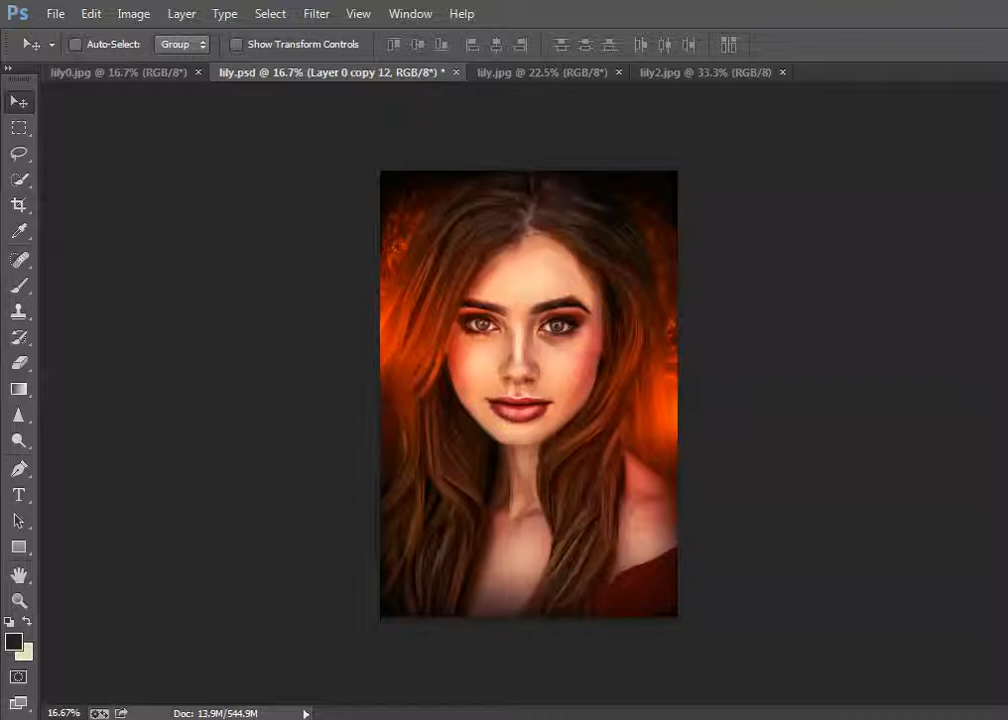 Ps File Edit Image Layer Type Select Filter View Window Help
Auto-Select: Group Show Transform Controls
lily0.jpg @ 16.7% (RGB/8*) × lily.psd @ 16.7% (Layer 0 copy 12, RGB/8*) * × lily.jpg @ 22.5% (RGB/8*) × lily2.jpg @ 33.3% (RGB/8) ×
T
16.67% Doc: 13.9M/544.9M